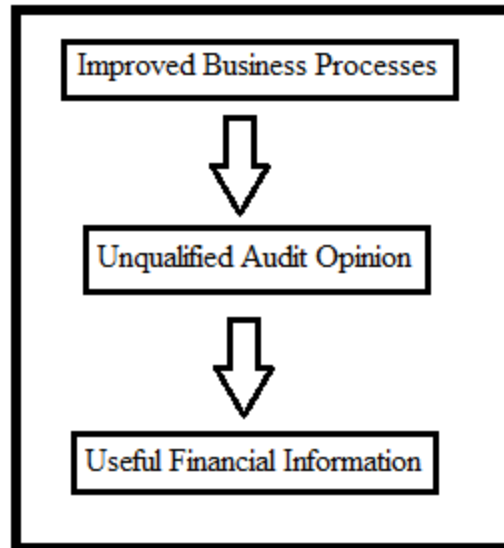 Improved Business Processes
Unqualified Audit Opinion
Useful Financial Information